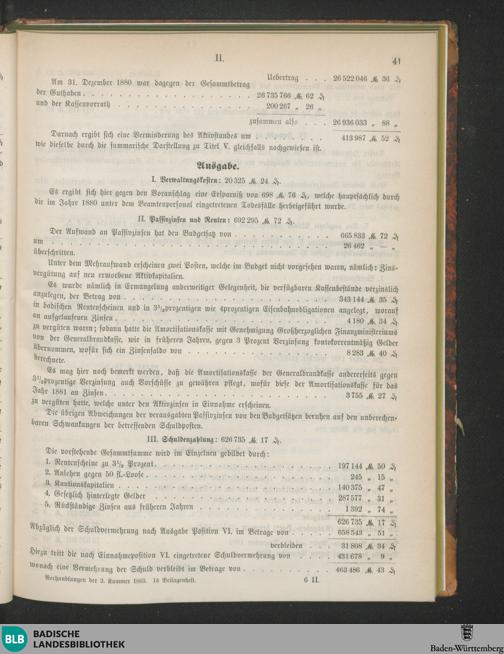 II. 41
Uebertrag . . . 26 522 046 ℳ 36 ₰
Am 31. Dezember 1880 war dagegen der Gesammtbetrag
der Guthaben . . . 26 735 766 ℳ 62 ₰
und der Kassenvorrath . . . 200 267 „ 26 „
zusammen also . . . 26 936 033 „ 88 „
Darnach ergibt sich eine Verminderung des Aktivstandes um . . . 413 987 ℳ 52 ₰
wie dieselbe durch die summarische Darstellung zu Titel V. gleichfalls nachgewiesen ist.
Ausgabe.
I. Verwaltungskosten: 20 325 ℳ 24 ₰.
Es ergibt sich hier gegen den Voranschlag eine Ersparniß von 698 ℳ 76 ₰, welche hauptsächlich durch
die im Jahre 1880 unter dem Beamtenpersonal eingetretenen Todesfälle herbeigeführt wurde.
II. Passivzinsen und Renten: 692 295 ℳ 72 ₰.
Der Aufwand an Passivzinsen hat den Budgetsatz von . . . 665 833 ℳ 72 ₰
um . . . 26 462 „ — „
überschritten.
Unter dem Mehraufwand erscheinen zwei Posten, welche im Budget nicht vorgesehen waren, nämlich: Zins-
vergütung auf neu erworbene Aktivkapitalien.
Es wurde nämlich in Ermangelung anderweitiger Gelegenheit, die verfügbaren Kassenbestände verzinslich
anzulegen, der Betrag von . . . 343 144 ℳ 35 ₰
in badischen Rentenscheinen und in 3½prozentigen wie 4prozentigen Eisenbahnobligationen angelegt, worauf
an aufgelaufenen Zinsen . . . 4 180 ℳ 34 ₰
zu vergüten waren; sodann hatte die Amortisationskasse mit Genehmigung Großherzoglichen Finanzministeriums
von der Generalbrandkasse, wie in früheren Jahren, gegen 3 Prozent Verzinsung kontokorrentmäßig Gelder
übernommen, wofür sich ein Zinsensaldo von . . . 8 283 ℳ 40 ₰
berechnete.
Es mag hier noch bemerkt werden, daß die Amortisationskasse der Generalbrandkasse andererseits gegen
3½prozentige Verzinsung auch Vorschüsse zu gewähren pflegt, wofür diese der Amortisationskasse für das
Jahr 1881 an Zinsen . . . 3 755 ℳ 27 ₰
zu vergüten hatte, welche unter den Aktivzinsen in Einnahme erscheinen.
Die übrigen Abweichungen der verausgabten Passivzinsen von den Budgetsätzen beruhen auf den unberechen-
baren Schwankungen der betreffenden Schuldposten.
III. Schuldenzahlung: 626 735 ℳ 17 ₰.
Die vorstehende Gesammtsumme wird im Einzelnen gebildet durch:
1. Rentenscheine zu 3½ Prozent . . . 197 144 ℳ 50 ₰
2. Anlehen gegen 50 fl.-Loose . . . 245 „ 15 „
3. Kautionskapitalien . . . 140 375 „ 47 „
4. Gesetzlich hinterlegte Gelder . . . 287 577 „ 31 „
5. Rückständige Zinsen aus früheren Jahren . . . 1 392 „ 74 „
626 735 ℳ 17 ₰
Abzüglich der Schuldvermehrung nach Ausgabe Position VI. im Betrage von . . . 658 543 „ 51 „
verbleiben . . . 31 808 ℳ 34 ₰
Hiezu tritt die nach Einnahmeposition VI. eingetretene Schuldvermehrung von . . . 431 678 „ 9 „
wonach eine Vermehrung der Schuld verbleibt im Betrage von . . . 463 486 ℳ 43 ₰
Verhandlungen der 2. Kammer 1883. 14 Beilagenheft. 6 II.
BLB BADISCHE
LANDESBIBLIOTHEK
Baden-Württemberg